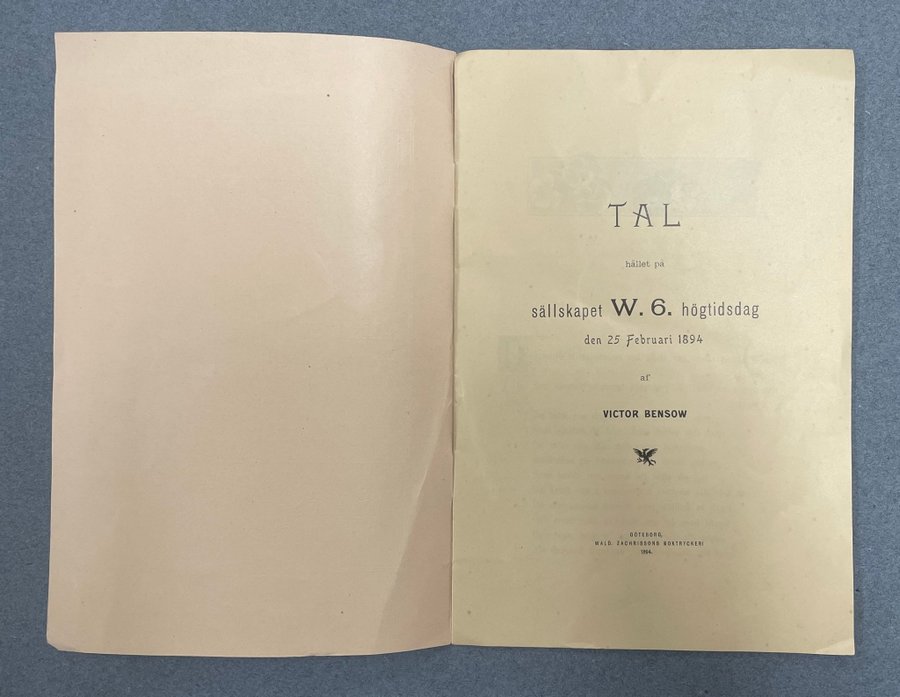 TAL
hållet på
sällskapet W. 6. högtidsdag
den 25 Februari 1894
af
VICTOR BENSOW
GÖTEBORG,
WALD. ZACHRISSONS BOKTRYCKERI
1894.